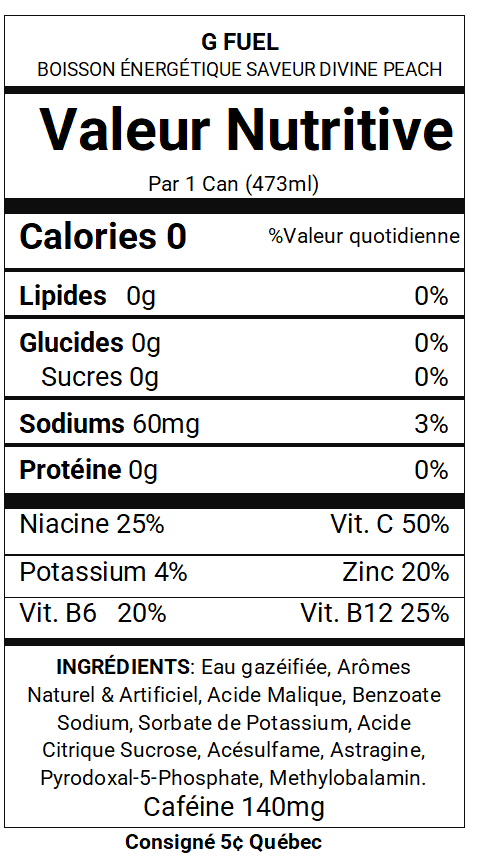 G FUEL
BOISSON ÉNERGÉTIQUE SAVEUR DIVINE PEACH
Valeur Nutritive
Par 1 Can (473ml)
Calories 0 %Valeur quotidienne
Lipides 0g 0%
Glucides 0g 0%
Sucres 0g 0%
Sodiums 60mg 3%
Protéine 0g 0%
Niacine 25% Vit. C 50%
Potassium 4% Zinc 20%
Vit. B6 20% Vit. B12 25%
INGRÉDIENTS: Eau gazéifiée, Arômes
Naturel & Artificiel, Acide Malique, Benzoate
Sodium, Sorbate de Potassium, Acide
Citrique Sucrose, Acésulfame, Astragine,
Pyrodoxal-5-Phosphate, Methylobalamin.
Caféine 140mg
Consigné 5¢ Québec